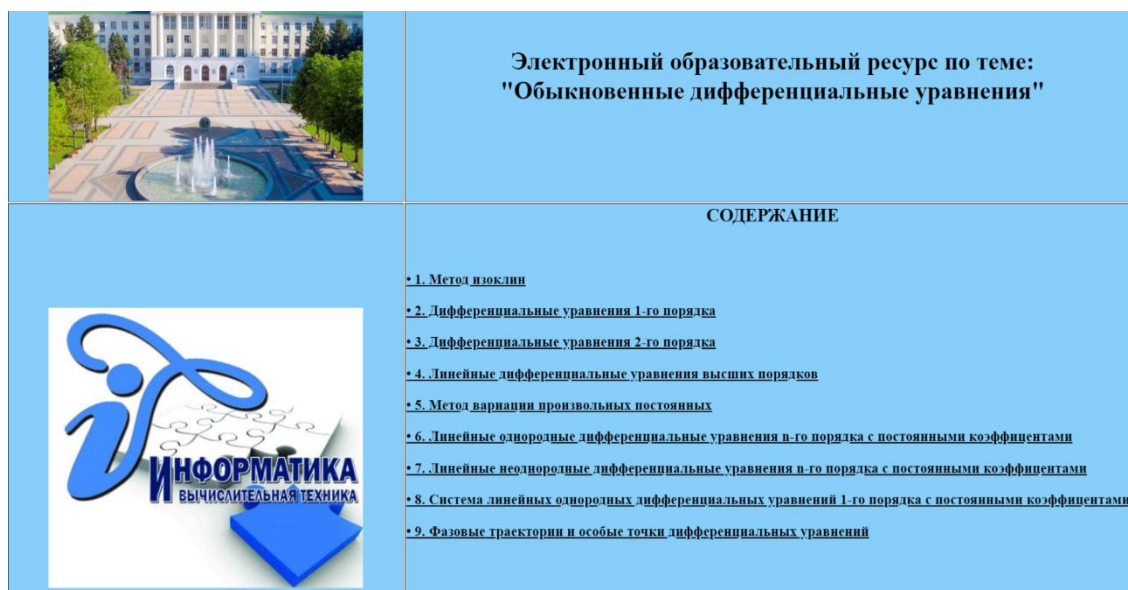 Электронный образовательный ресурс по теме:
"Обыкновенные дифференциальные уравнения"
СОДЕРЖАНИЕ
• 1. Метод изоклин
• 2. Дифференциальные уравнения 1-го порядка
• 3. Дифференциальные уравнения 2-го порядка
• 4. Линейные дифференциальные уравнения высших порядков
• 5. Метод вариации произвольных постоянных
• 6. Линейные однородные дифференциальные уравнения n-го порядка с постоянными коэффицентами
• 7. Линейные неоднородные дифференциальные уравнения n-го порядка с постоянными коэффицентами
• 8. Система линейных однородных дифференциальных уравнений 1-го порядка с постоянными коэффицентами
• 9. Фазовые траектории и особые точки дифференциальных уравнений
ИНФОРМАТИКА
ВЫЧИСЛИТЕЛЬНАЯ ТЕХНИКА